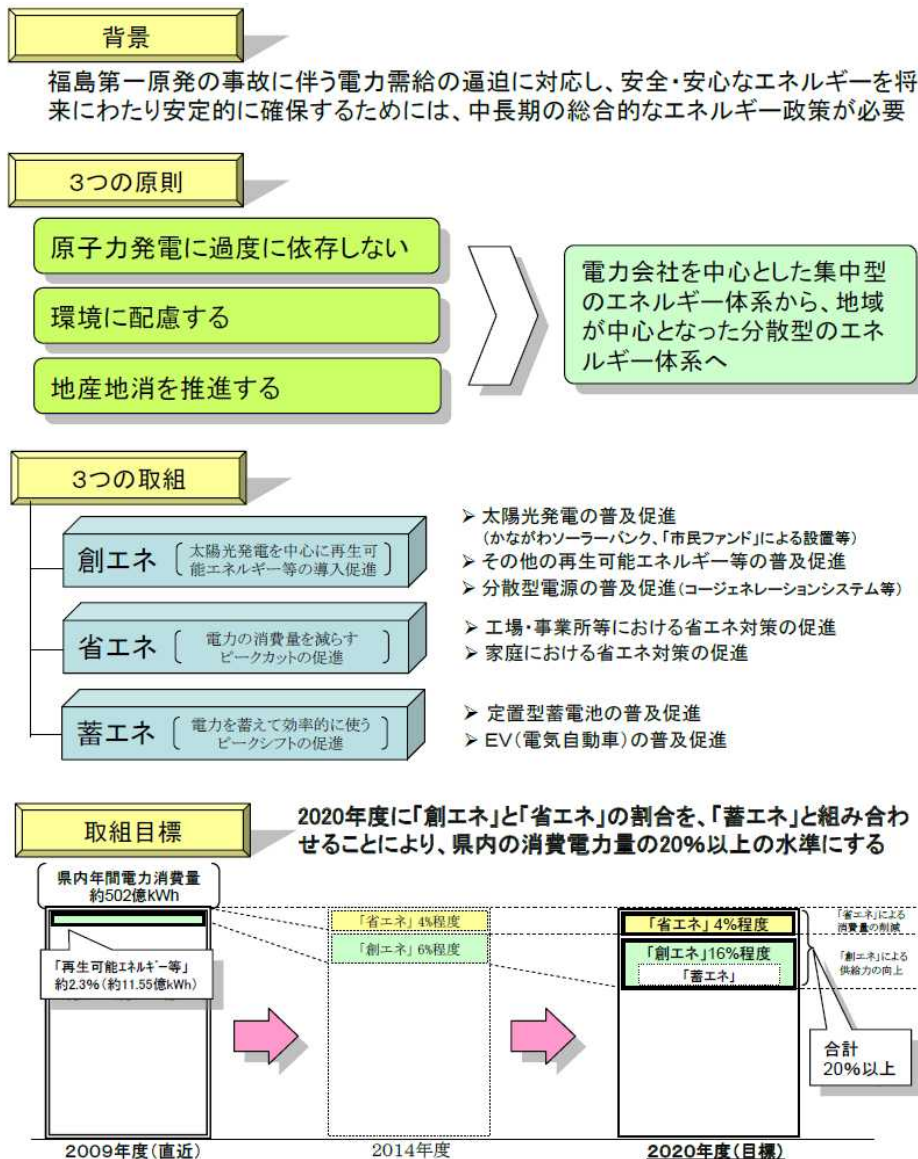 背景
福島第一原発の事故に伴う電力需給の逼迫に対応し、安全・安心なエネルギーを将
来にわたり安定的に確保するためには、中長期の総合的なエネルギー政策が必要
3つの原則
原子力発電に過度に依存しない
環境に配慮する
地産地消を推進する
電力会社を中心とした集中型
のエネルギー体系から、地域
が中心となった分散型のエネ
ルギー体系へ
3つの取組
創エネ
太陽光発電を中心に再生可
能エネルギー等の導入促進
➢ 太陽光発電の普及促進
(かながわソーラーバンク、「市民ファンド」による設置等)
➢ その他の再生可能エネルギー等の普及促進
➢ 分散型電源の普及促進(コージェネレーションシステム等)
省エネ
電力の消費量を減らす
ピークカットの促進
➢ 工場・事業所等における省エネ対策の促進
➢ 家庭における省エネ対策の促進
蓄エネ
電力を蓄えて効率的に使う
ピークシフトの促進
➢ 定置型蓄電池の普及促進
➢ EV(電気自動車)の普及促進
取組目標
2020年度に「創エネ」と「省エネ」の割合を、「蓄エネ」と組み合わ
せることにより、県内の消費電力量の20%以上の水準にする
県内年間電力消費量
約502億kWh
「再生可能エネルギー等」
約2.3%(約11.55億kWh)
2009年度(直近)
「省エネ」4%程度
「創エネ」6%程度
2014年度
「省エネ」4%程度
「創エネ」16%程度
「蓄エネ」
2020年度(目標)
「省エネ」による
消費量の削減
「創エネ」による
供給力の向上
合計
20%以上